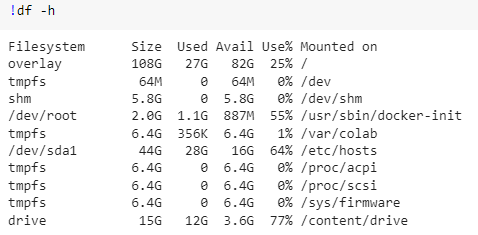 !df -h
Filesystem      Size  Used Avail Use% Mounted on
overlay         108G   27G   82G  25% /
tmpfs            64M     0   64M   0% /dev
shm             5.8G     0  5.8G   0% /dev/shm
/dev/root       2.0G  1.1G  887M  55% /usr/sbin/docker-init
tmpfs           6.4G  356K  6.4G   1% /var/colab
/dev/sda1        44G   28G   16G  64% /etc/hosts
tmpfs           6.4G     0  6.4G   0% /proc/acpi
tmpfs           6.4G     0  6.4G   0% /proc/scsi
tmpfs           6.4G     0  6.4G   0% /sys/firmware
drive            15G   12G  3.6G  77% /content/drive